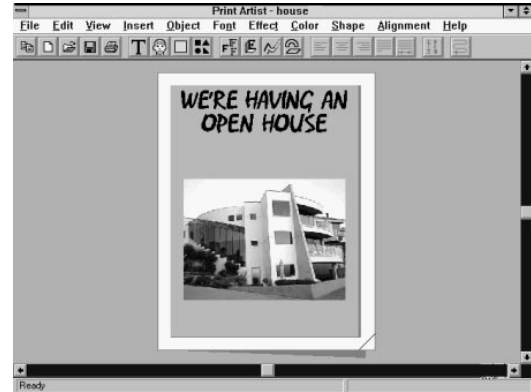 Print Artist - house
File Edit View Insert Object Font Effect Color Shape Alignment Help
WE'RE HAVING AN
OPEN HOUSE
Ready